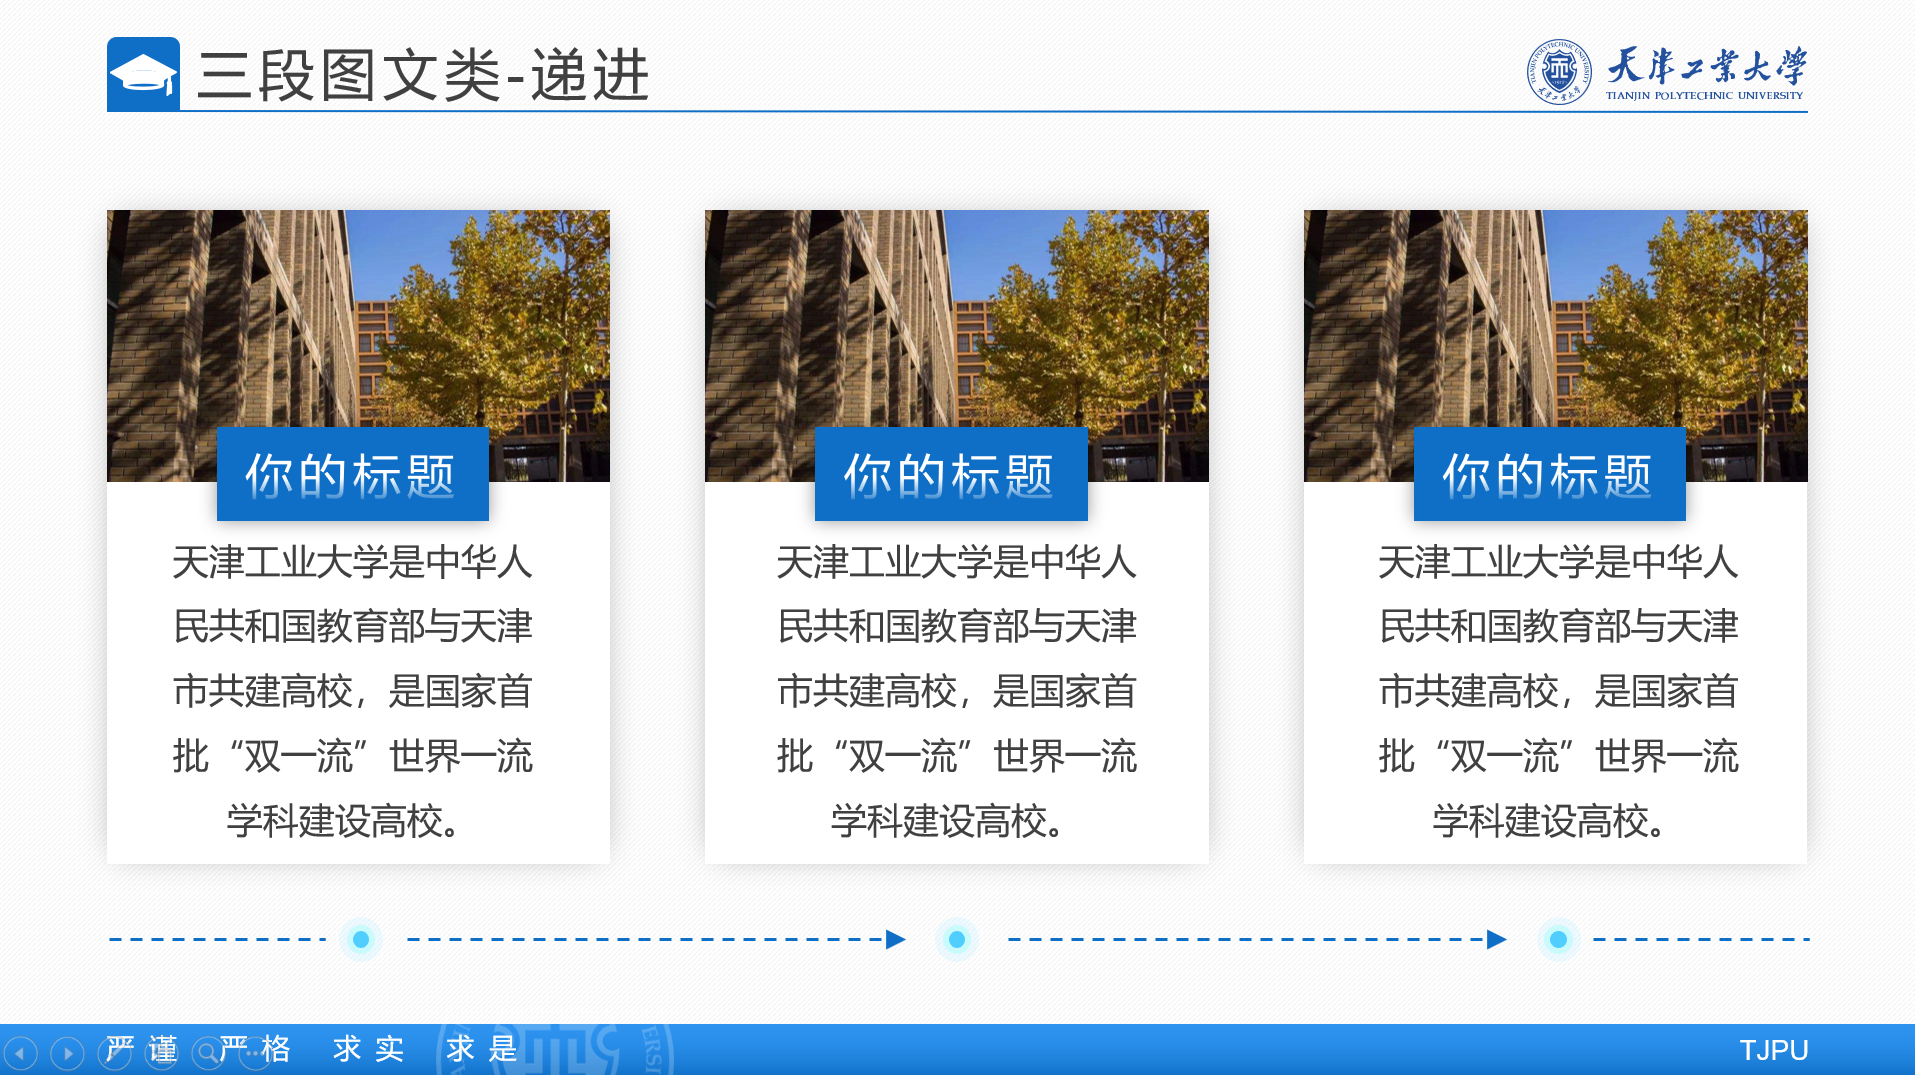 三段图文类-递进
天津工业大学
TIANJIN POLYTECHNIC UNIVERSITY
你的标题
天津工业大学是中华人
民共和国教育部与天津
市共建高校，是国家首
批“双一流”世界一流
学科建设高校。
你的标题
天津工业大学是中华人
民共和国教育部与天津
市共建高校，是国家首
批“双一流”世界一流
学科建设高校。
你的标题
天津工业大学是中华人
民共和国教育部与天津
市共建高校，是国家首
批“双一流”世界一流
学科建设高校。
严谨 严格 求实 求是
TJPU